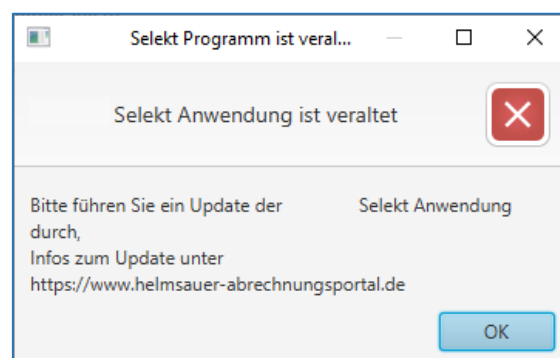 Selekt Programm ist veral...
Selekt Anwendung ist veraltet
Bitte führen Sie ein Update der Selekt Anwendung
durch,
Infos zum Update unter
https://www.helmsauer-abrechnungsportal.de
OK